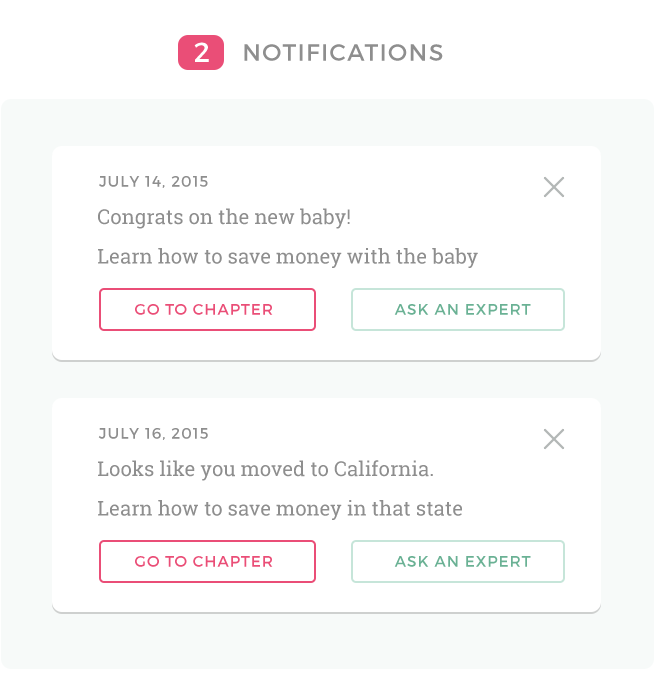 2 NOTIFICATIONS
JULY 14, 2015
Congrats on the new baby!
Learn how to save money with the baby
GO TO CHAPTER ASK AN EXPERT
JULY 16, 2015
Looks like you moved to California.
Learn how to save money in that state
GO TO CHAPTER ASK AN EXPERT